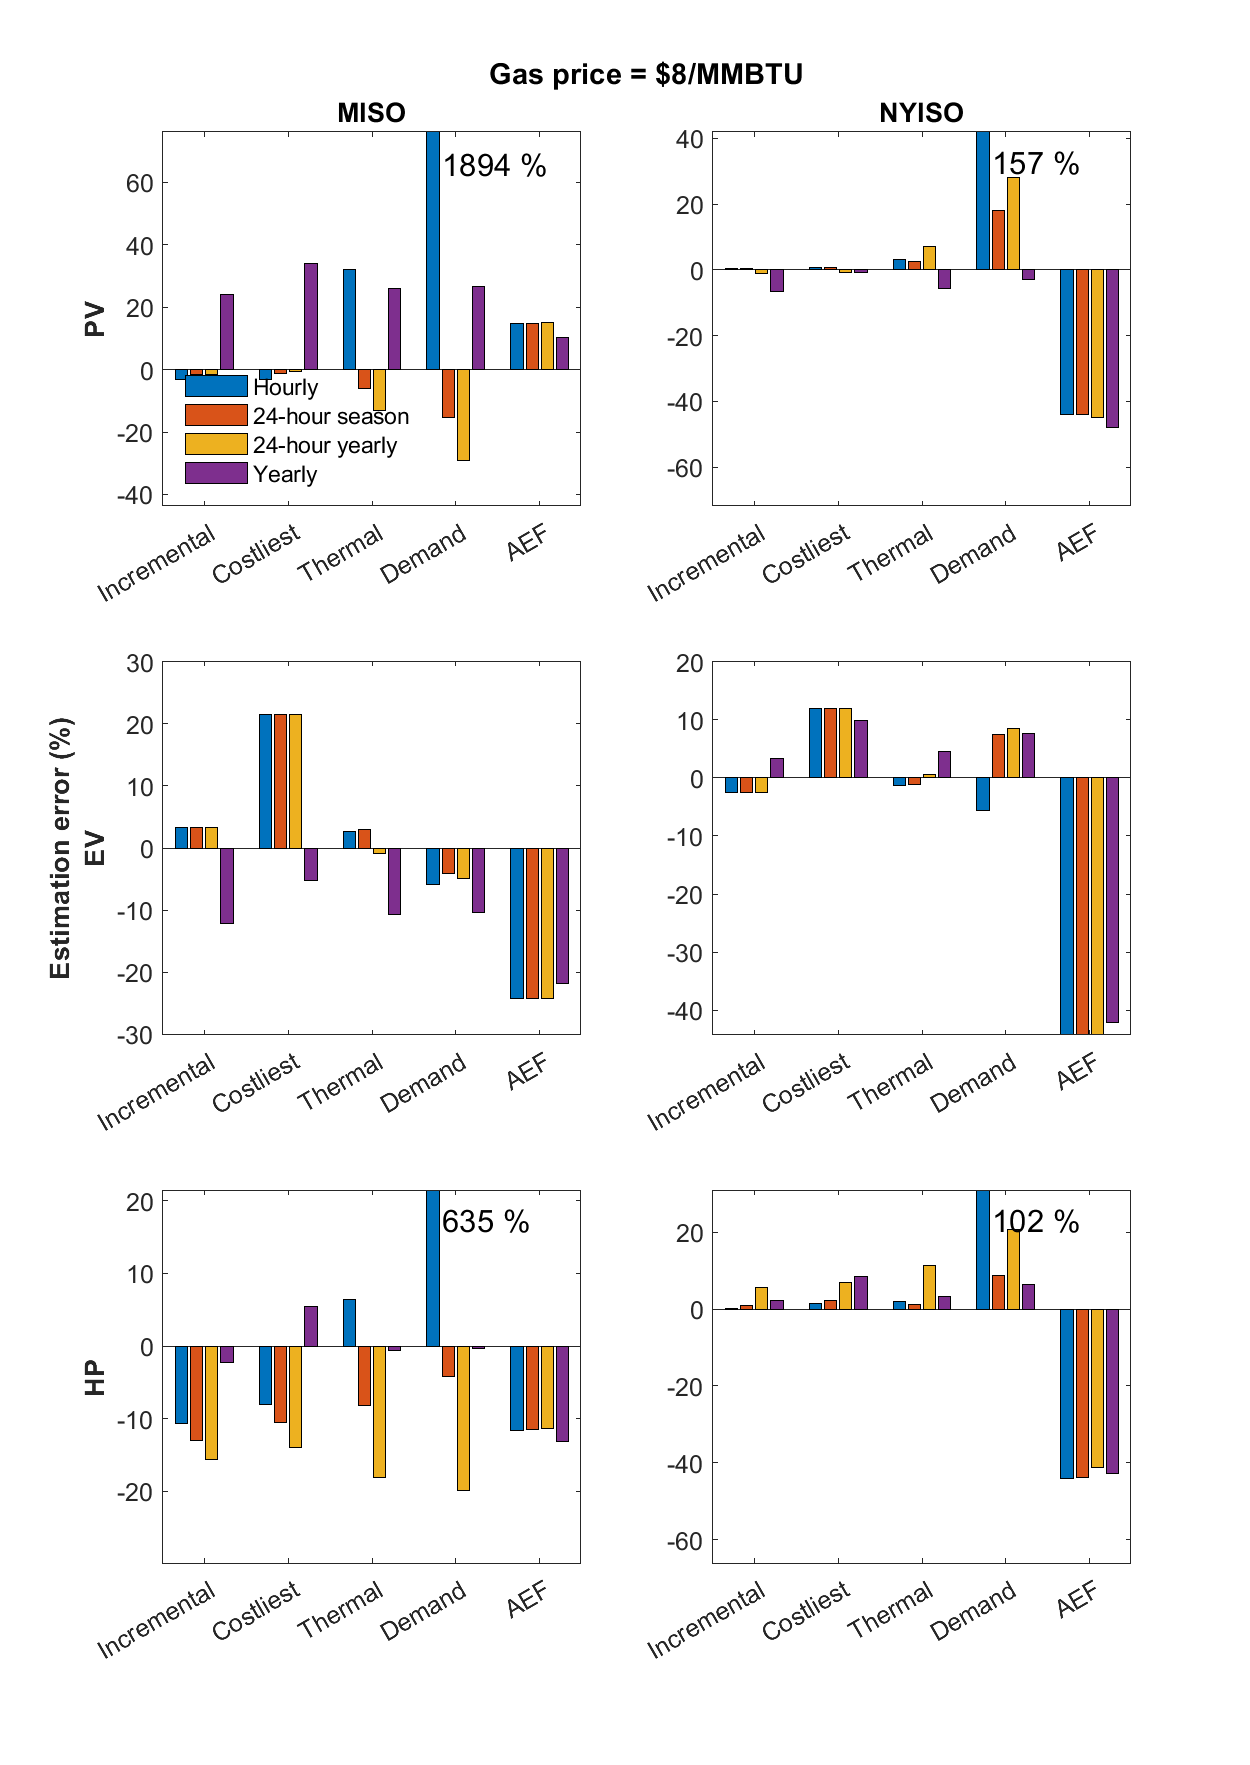 Gas price = $8/MMBTU
MISO
NYISO
Estimation error (%)
PV
60
40
20
0
-20
-40
1894 %
Hourly
24-hour season
24-hour yearly
Yearly
Incremental
Costliest
Thermal
Demand
AEF
40
20
0
-20
-40
-60
157 %
Incremental
Costliest
Thermal
Demand
AEF
EV
30
20
10
0
-10
-20
-30
Incremental
Costliest
Thermal
Demand
AEF
20
10
0
-10
-20
-30
-40
Incremental
Costliest
Thermal
Demand
AEF
HP
20
10
0
-10
-20
635 %
Incremental
Costliest
Thermal
Demand
AEF
20
0
-20
-40
-60
102 %
Incremental
Costliest
Thermal
Demand
AEF